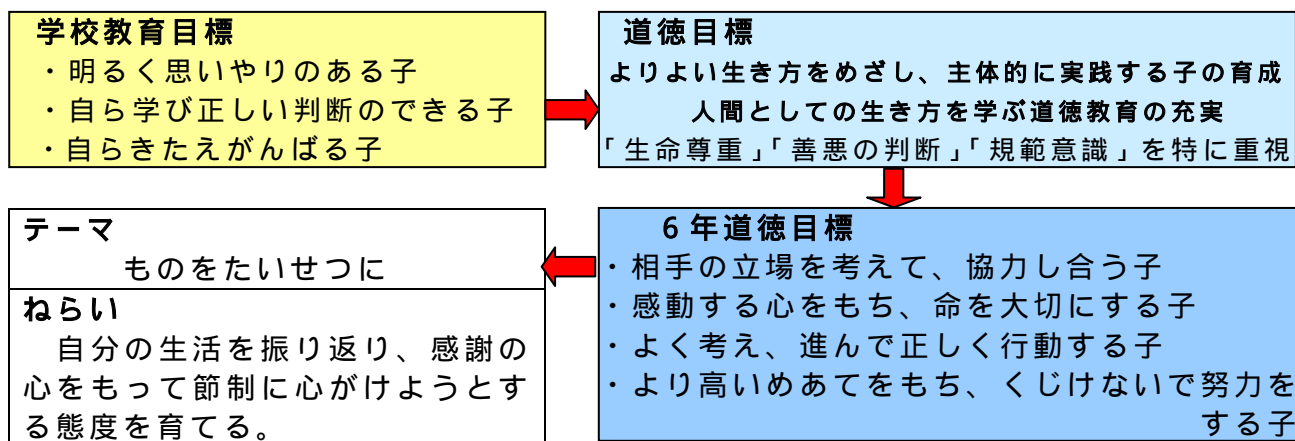 学校教育目標
・明るく思いやりのある子
・自ら学び正しい判断のできる子
・自らきたえがんばる子
道徳目標
よりよい生き方をめざし、主体的に実践する子の育成
人間としての生き方を学ぶ道徳教育の充実
「生命尊重」「善悪の判断」「規範意識」を特に重視
6年道徳目標
・相手の立場を考えて、協力し合う子
・感動する心をもち、命を大切にする子
・よく考え、進んで正しく行動する子
・より高いめあてをもち、くじけないで努力を
する子
テーマ
ものをたいせつに
ねらい
自分の生活を振り返り、感謝の
心をもって節制に心がけようとす
る態度を育てる。